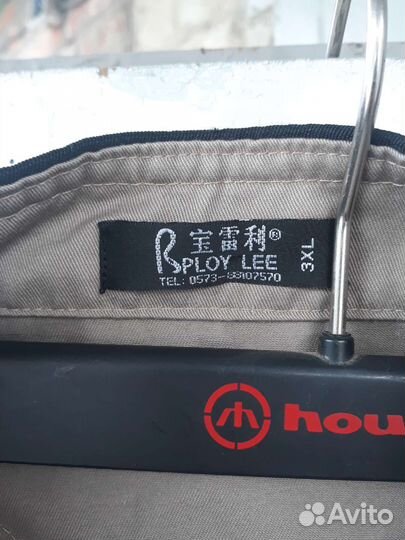 宝雷利®
B PLOY LEE
TEL: 0573-88107570
3XL
hou
Avito